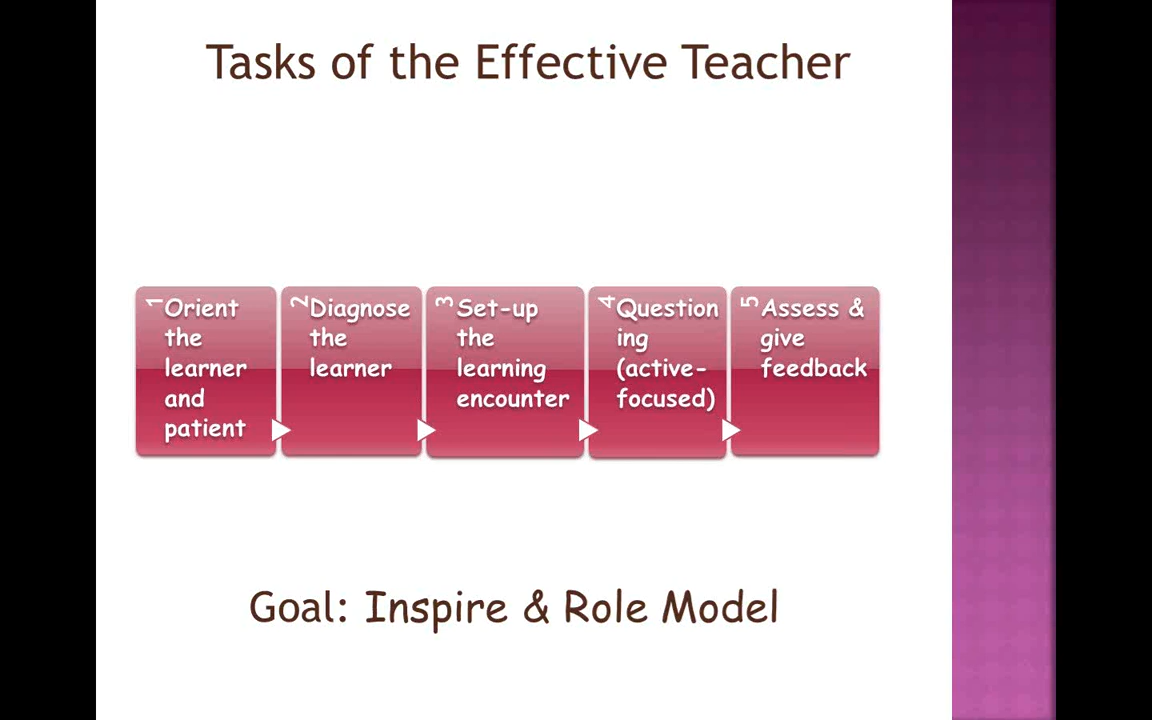 Tasks of the Effective Teacher
1
Orient
the
learner
and
patient
2
Diagnose
the
learner
3
Set-up
the
learning
encounter
4
Question
ing
(active-
focused)
5
Assess &
give
feedback
Goal: Inspire & Role Model